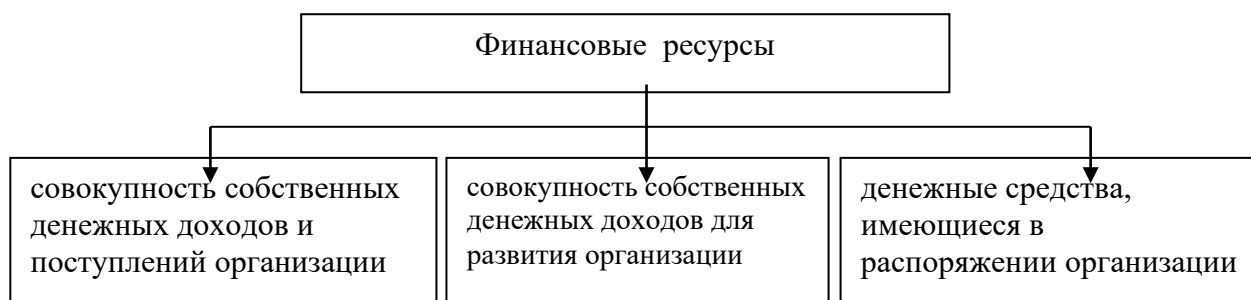 Финансовые ресурсы
совокупность собственных
денежных доходов и
поступлений организации
совокупность собственных
денежных доходов для
развития организации
денежные средства,
имеющиеся в
распоряжении организации